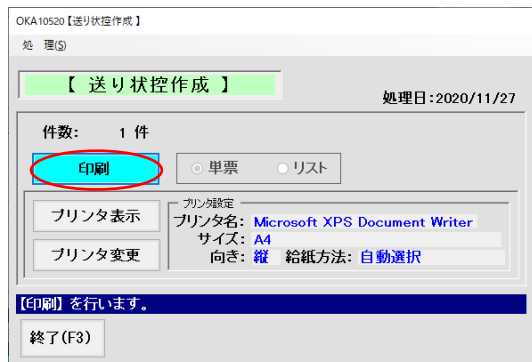 OKA10520【送り状控作成 】
処　理(S)
【 送り状控作成 】
処理日:2020/11/27
件数:　　1 件
印刷
単票　リスト
プリンタ表示
プリンタ変更
プリンタ設定
プリンタ名: Microsoft XPS Document Writer
サイズ: A4
向き: 縦　給紙方法: 自動選択
【印刷】を行います。
終了(F3)